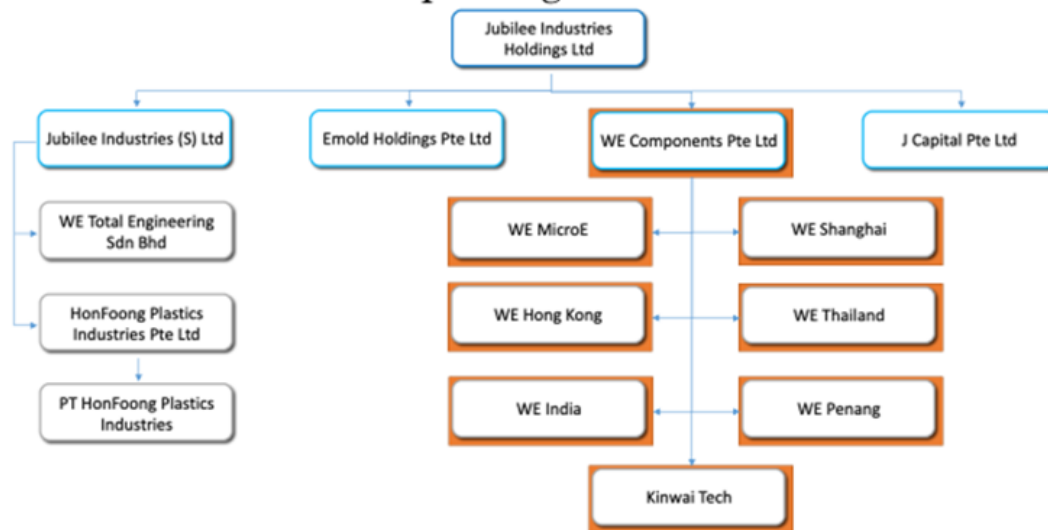 Jubilee Industries
Holdings Ltd
Jubilee Industries (S) Ltd
Emold Holdings Pte Ltd
WE Components Pte Ltd
J Capital Pte Ltd
WE Total Engineering
Sdn Bhd
WE MicroE
WE Shanghai
HonFoong Plastics
Industries Pte Ltd
WE Hong Kong
WE Thailand
PT HonFoong Plastics
Industries
WE India
WE Penang
Kinwai Tech